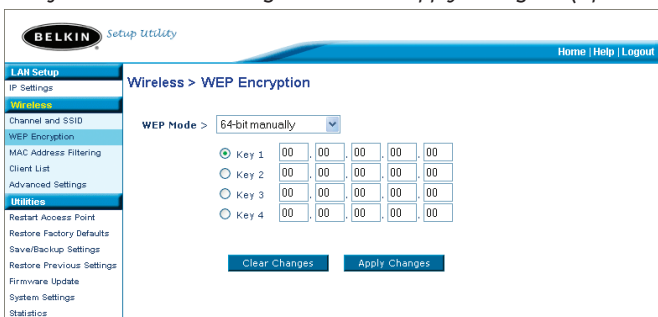 BELKIN Setup Utility
Home | Help | Logout
LAN Setup
IP Settings
Wireless
Channel and SSID
WEP Encryption
MAC Address Filtering
Client List
Advanced Settings
Utilities
Restart Access Point
Restore Factory Defaults
Save/Backup Settings
Restore Previous Settings
Firmware Update
System Settings
Statistics
Wireless > WEP Encryption
WEP Mode > 64-bit manually
Key 1 00 . 00 . 00 . 00 . 00
Key 2 00 . 00 . 00 . 00 . 00
Key 3 00 . 00 . 00 . 00 . 00
Key 4 00 . 00 . 00 . 00 . 00
Clear Changes Apply Changes